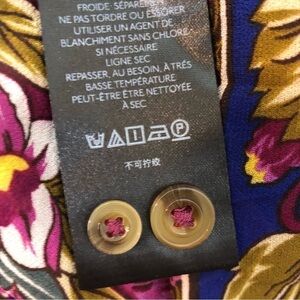 FROIDE SÉPARÉMENT
NE PAS TORDRE OU ESSORER
UTILISER UN AGENT DE
BLANCHIMENT SANS CHLORE
SI NÉCESSAIRE
LIGNE SEC
REPASSER, AU BESOIN, À TRÉS
BASSE TEMPÉRATURE
PEUT-ÊTRE ÊTRE NETTOYÉE
À SEC
P
不可拧绞